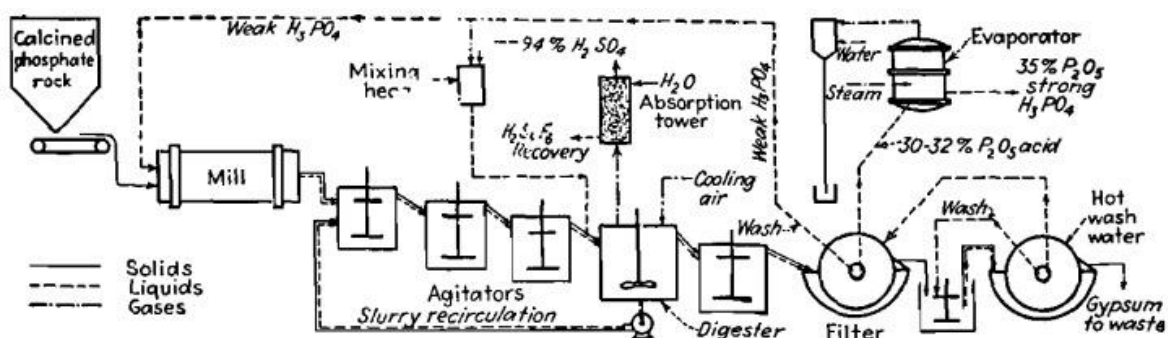 Calcined
phosphate
rock
Weak H₃PO₄
Mixing
94% H₂SO₄
H₂O
Absorption
tower
Recovery
Water
Steam
Evaporator
35% P₂O₅
strong
H₃PO₄
Weak H₃PO₄
30-32% P₂O₅ acid
Mill
Cooling
air
Wash
Wash
Hot
wash
water
Solids
Liquids
Gases
Agitators
Slurry recirculation
Digester
Filter
Gypsum
to waste